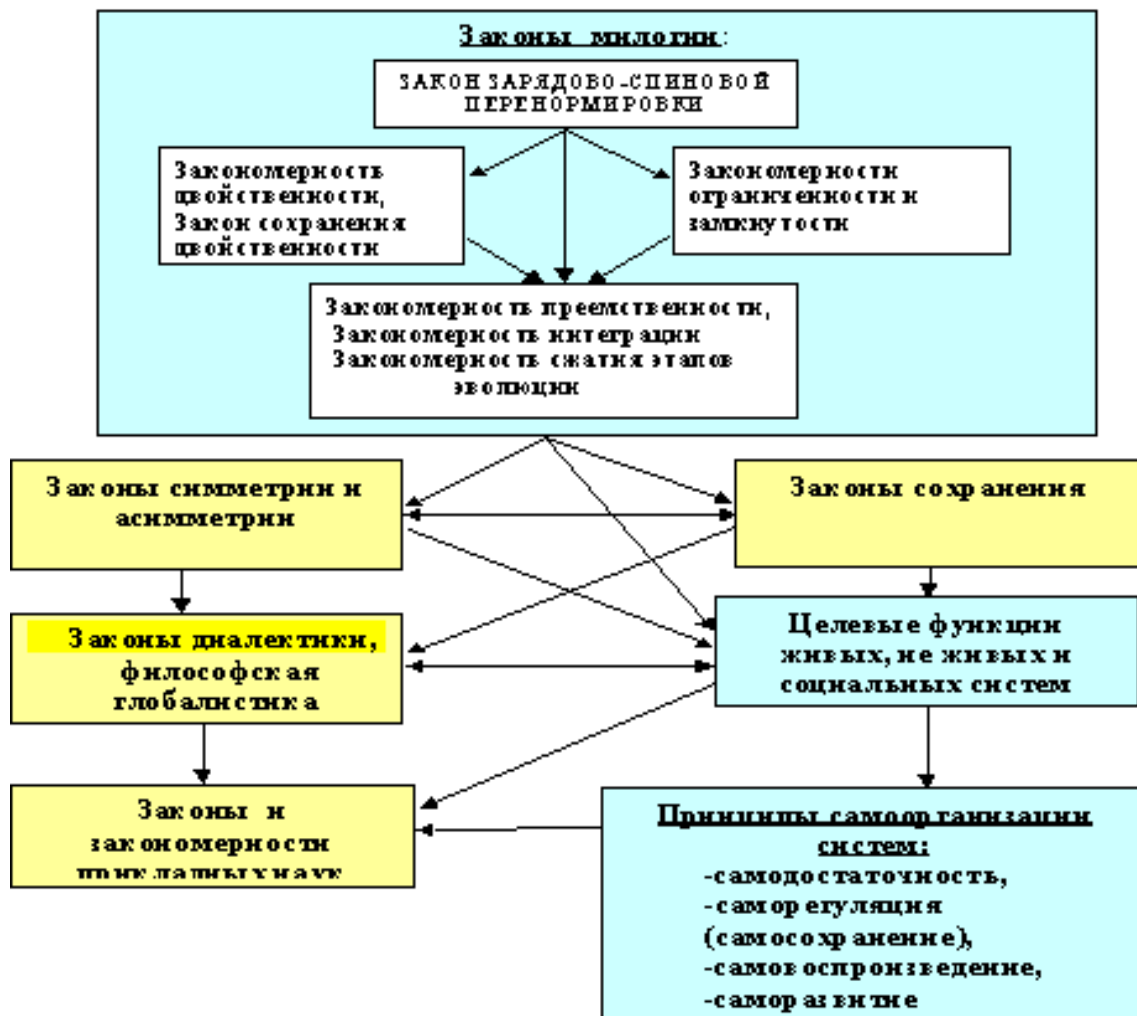 Законы милогии:
ЗАКОН ЗАРЯДОВО-СПИНОВОЙ
ПЕРЕНОРМИРОВКИ
Закономерность
двойственности,
Закон сохранения
двойственности
Закономерности
ограниченности и
замкнутости
Закономерность преемственности,
Закономерность интеграции
Закономерность сжатия этапов
эволюции
Законы симметрии и
асимметрии
Законы сохранения
Законы диалектики,
философская
глобалистика
Целевые функции
живых, не живых и
социальных систем
Законы и
закономерности
прикладных наук
Принципы самоорганизации
систем:
-самодостаточность,
-саморегуляция
(самосохранение),
-самовоспроизведение,
-саморазвитие